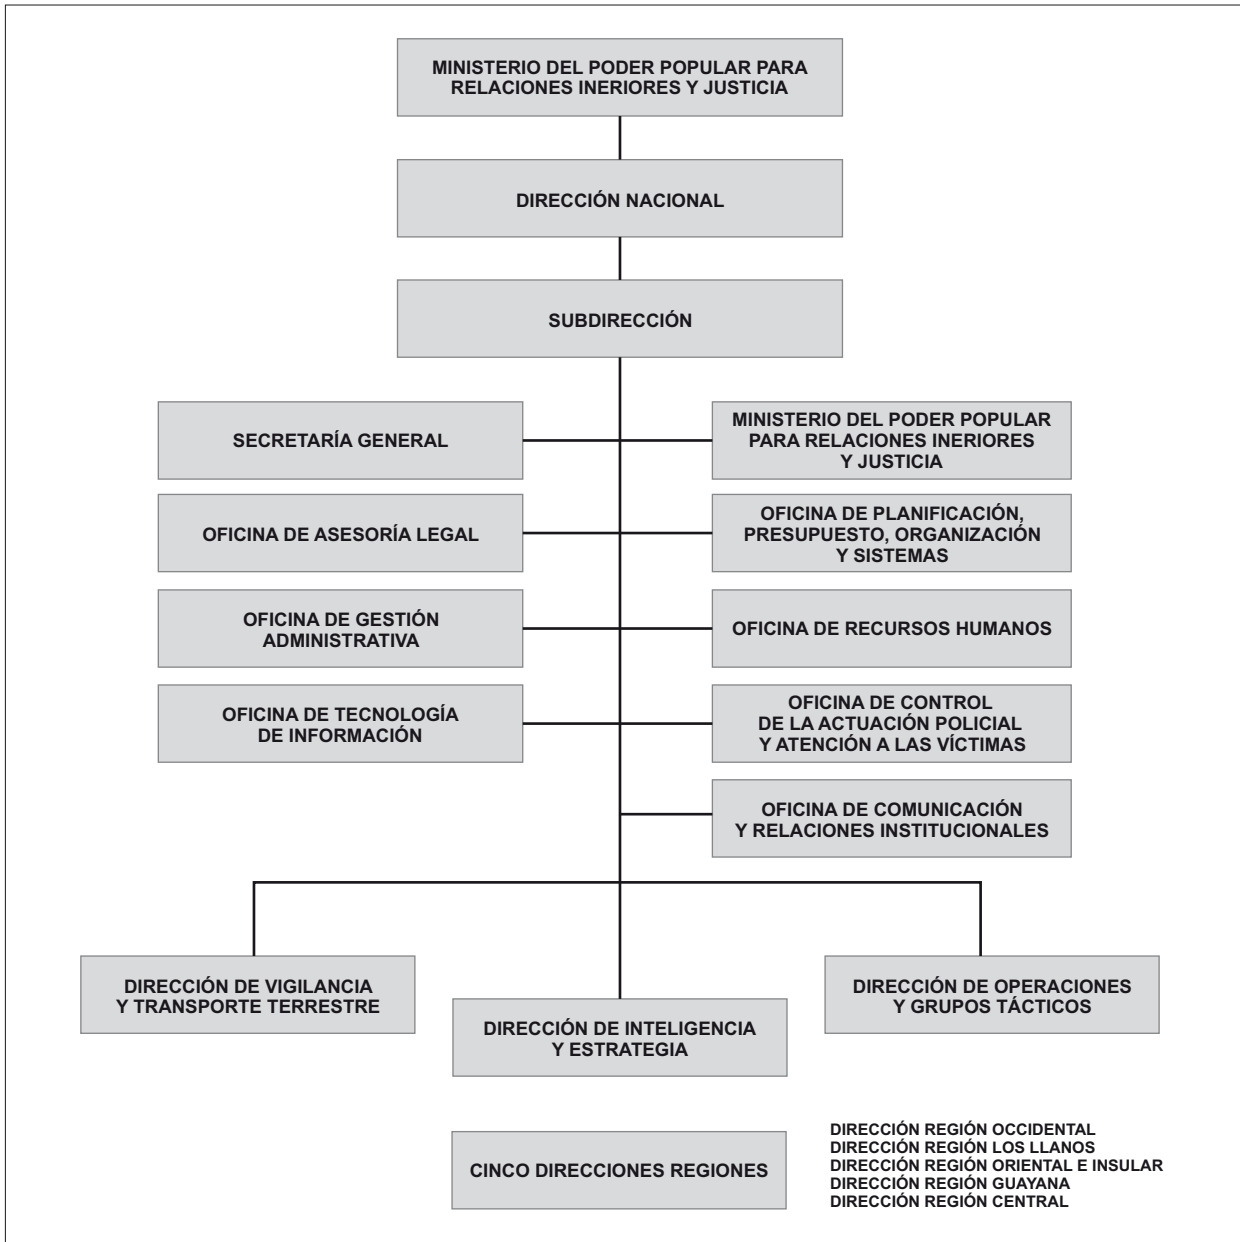 MINISTERIO DEL PODER POPULAR PARA
RELACIONES INERIORES Y JUSTICIA
DIRECCIÓN NACIONAL
SUBDIRECCIÓN
SECRETARÍA GENERAL
MINISTERIO DEL PODER POPULAR
PARA RELACIONES INERIORES
Y JUSTICIA
OFICINA DE ASESORÍA LEGAL
OFICINA DE PLANIFICACIÓN,
PRESUPUESTO, ORGANIZACIÓN
Y SISTEMAS
OFICINA DE GESTIÓN
ADMINISTRATIVA
OFICINA DE RECURSOS HUMANOS
OFICINA DE TECNOLOGÍA
DE INFORMACIÓN
OFICINA DE CONTROL
DE LA ACTUACIÓN POLICIAL
Y ATENCIÓN A LAS VÍCTIMAS
OFICINA DE COMUNICACIÓN
Y RELACIONES INSTITUCIONALES
DIRECCIÓN DE VIGILANCIA
Y TRANSPORTE TERRESTRE
DIRECCIÓN DE INTELIGENCIA
Y ESTRATEGIA
DIRECCIÓN DE OPERACIONES
Y GRUPOS TÁCTICOS
CINCO DIRECCIONES REGIONES
DIRECCIÓN REGIÓN OCCIDENTAL
DIRECCIÓN REGIÓN LOS LLANOS
DIRECCIÓN REGIÓN ORIENTAL E INSULAR
DIRECCIÓN REGIÓN GUAYANA
DIRECCIÓN REGIÓN CENTRAL